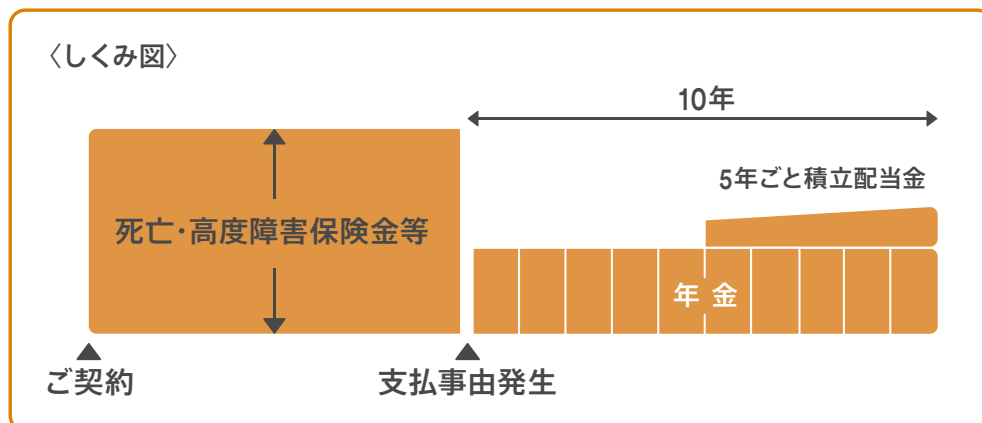 〈しくみ図〉
10年
5年ごと積立配当金
死亡・高度障害保険金等
年金
ご契約
支払事由発生